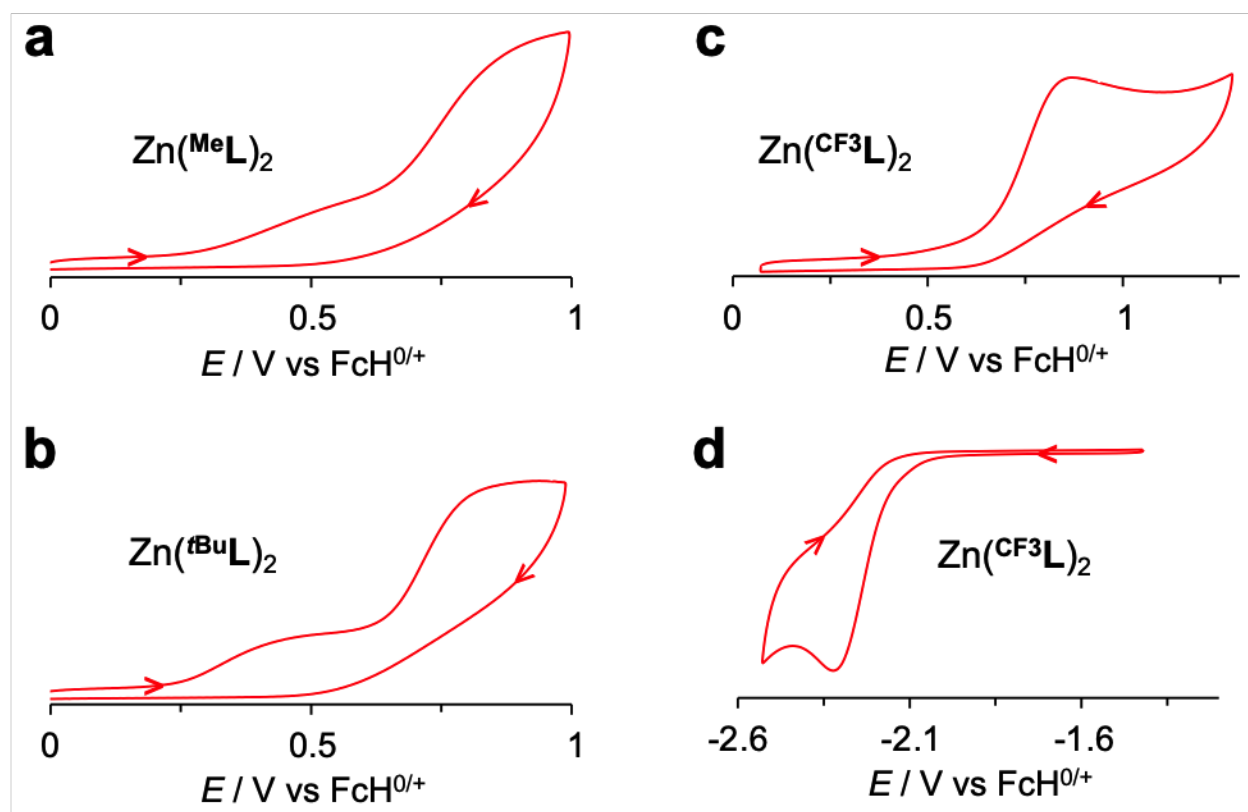 a
Zn(ᴹᵉL)₂
0 0.5 1
E / V vs FcH⁰/⁺
b
Zn(ᵗᴮᵘL)₂
0 0.5 1
E / V vs FcH⁰/⁺
c
Zn(ᶜᶠ³L)₂
0 0.5 1
E / V vs FcH⁰/⁺
d
Zn(ᶜᶠ³L)₂
-2.6 -2.1 -1.6
E / V vs FcH⁰/⁺